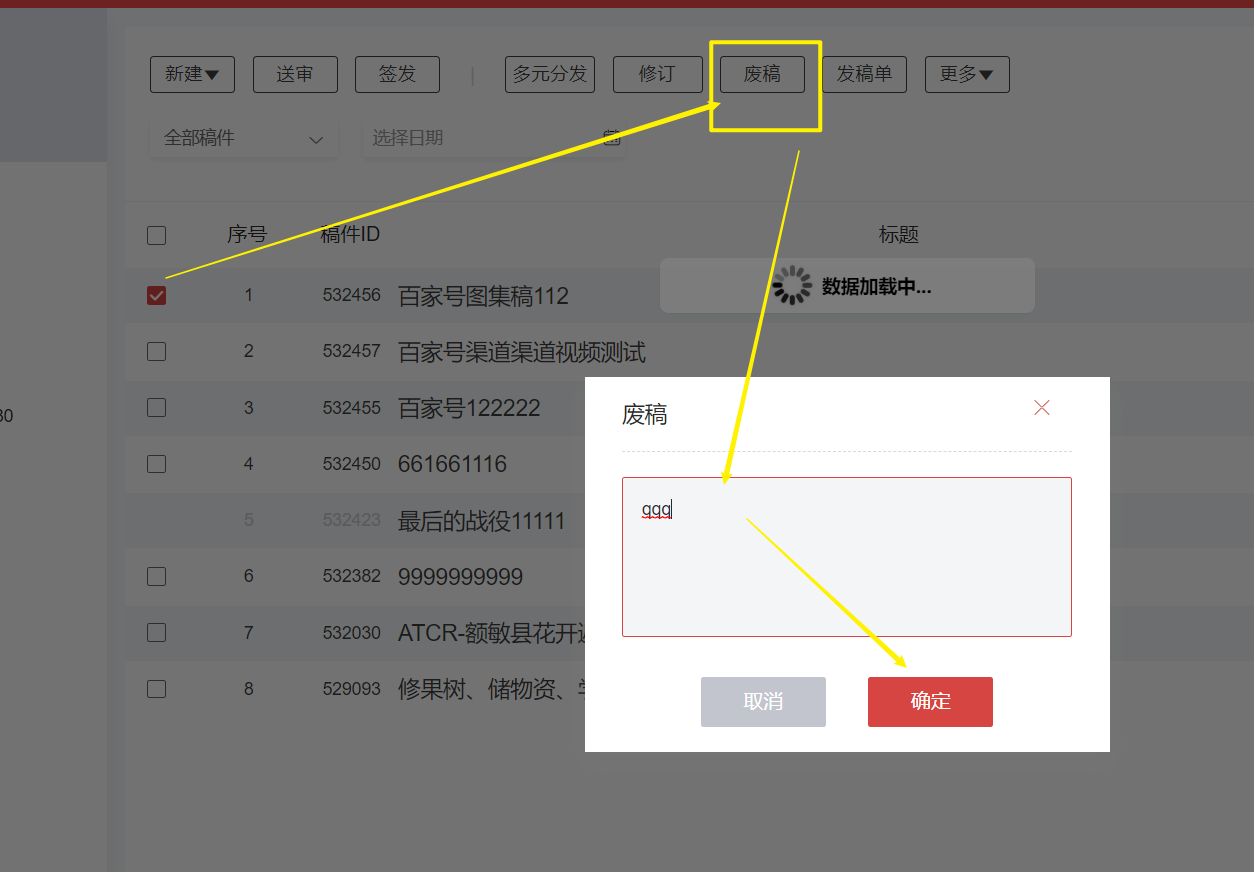 新建▼ 送审 签发 | 多元分发 修订 废稿 发稿单 更多▼
全部稿件 选择日期
序号 稿件ID 标题
1 532456 百家号图集稿112
数据加载中...
2 532457 百家号渠道渠道视频测试
3 532455 百家号122222
30
废稿
4 532450 661661116
qqq
5 532423 最后的战役11111
6 532382 9999999999
7 532030 ATCR-额敏县花开
8 529093 修果树、储物资、
取消 确定